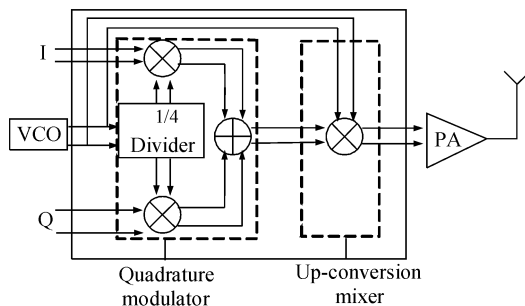 I
1/4
VCO
Divider
PA
Q
Quadrature
modulator
Up-conversion
mixer